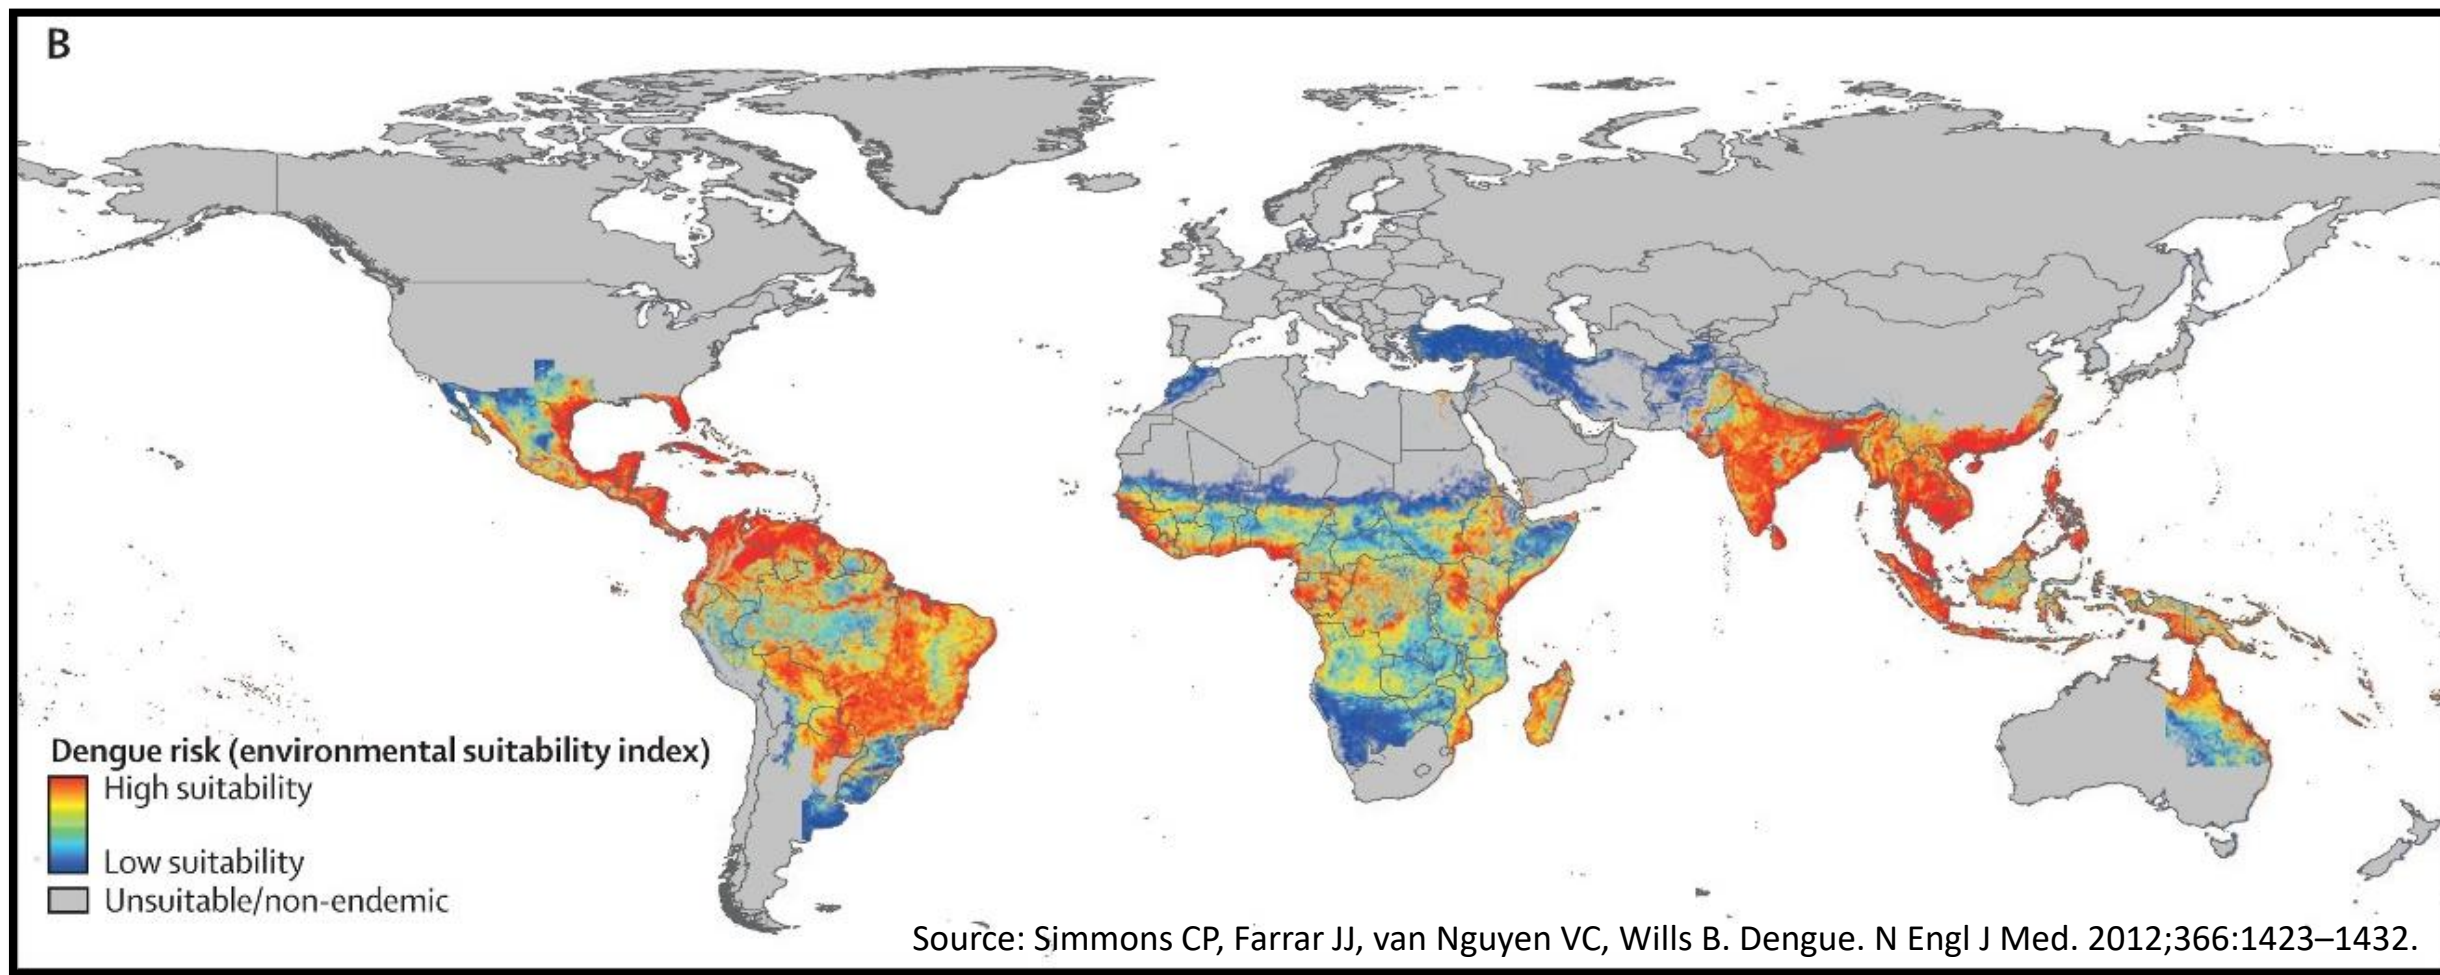 B
Dengue risk (environmental suitability index)
High suitability
Low suitability
Unsuitable/non-endemic
Source: Simmons CP, Farrar JJ, van Nguyen VC, Wills B. Dengue. N Engl J Med. 2012;366:1423–1432.